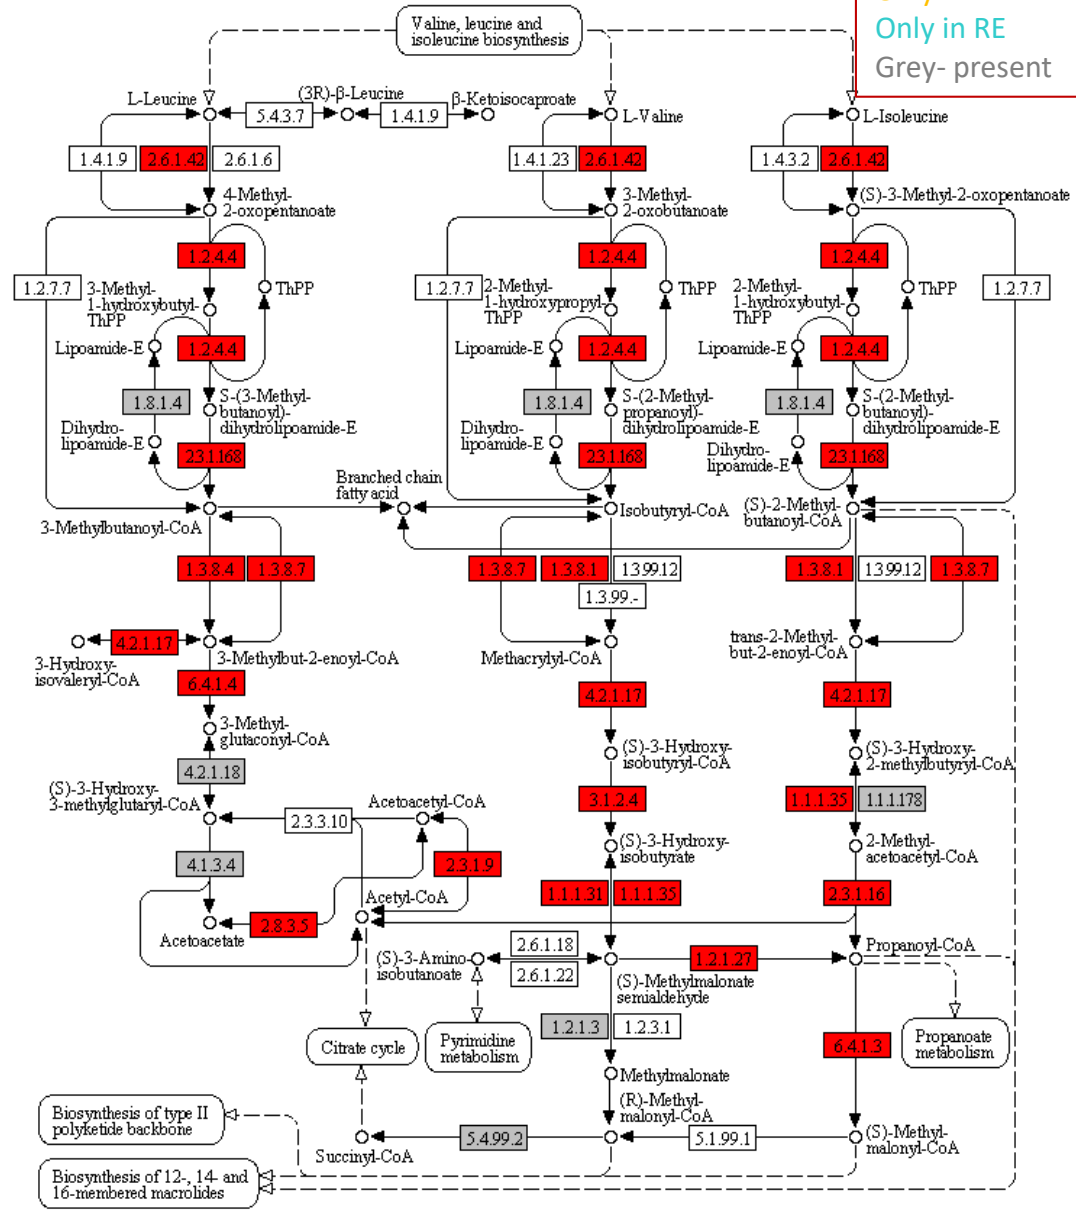 Only in RE
Grey- present
Valine, leucine and
isoleucine biosynthesis
L-Leucine
(3R)-β-Leucine
β-Ketoisocaproate
L-Valine
L-Isoleucine
5.4.3.7
1.4.1.9
1.4.1.9
2.6.1.42
2.6.1.6
1.4.1.23
2.6.1.42
1.4.3.2
2.6.1.42
4-Methyl-
2-oxopentanoate
3-Methyl-
2-oxobutanoate
(S)-3-Methyl-2-oxopentanoate
1.2.4.4
1.2.4.4
1.2.4.4
1.2.7.7
3-Methyl-
1-hydroxybutyl-
ThPP
ThPP
1.2.7.7
2-Methyl-
1-hydroxypropyl-
ThPP
ThPP
2-Methyl-
1-hydroxybutyl-
ThPP
ThPP
1.2.7.7
Lipoamide-E
1.2.4.4
Lipoamide-E
1.2.4.4
Lipoamide-E
1.2.4.4
1.8.1.4
S-(3-Methyl-
butanoyl)-
dihydrolipoamide-E
1.8.1.4
S-(2-Methyl-
propanoyl)-
dihydrolipoamide-E
1.8.1.4
S-(2-Methyl-
butanoyl)-
dihydrolipoamide-E
Dihydro-
lipoamide-E
2.3.1.168
Dihydro-
lipoamide-E
2.3.1.168
Dihydro-
lipoamide-E
2.3.1.168
Branched chain
fatty acid
3-Methylbutanoyl-CoA
Isobutyryl-CoA
(S)-2-Methyl-
butanoyl-CoA
1.3.8.4
1.3.8.7
1.3.8.7
1.3.8.1
1.3.99.12
1.3.99.-
1.3.8.1
1.3.99.12
1.3.8.7
4.2.1.17
3-Hydroxy-
isovaleryl-CoA
3-Methylbut-2-enoyl-CoA
Methacrylyl-CoA
trans-2-Methyl-
but-2-enoyl-CoA
6.4.1.4
4.2.1.17
4.2.1.17
3-Methyl-
glutaconyl-CoA
(S)-3-Hydroxy-
isobutyryl-CoA
(S)-3-Hydroxy-
2-methylbutyryl-CoA
4.2.1.18
(S)-3-Hydroxy-
3-methylglutaryl-CoA
Acetoacetyl-CoA
3.1.2.4
1.1.1.35
1.1.1.178
2.3.3.10
(S)-3-Hydroxy-
isobutyrate
2-Methyl-
acetoacetyl-CoA
4.1.3.4
2.3.1.9
Acetyl-CoA
1.1.1.31
1.1.1.35
2.3.1.16
2.8.3.5
Acetoacetate
2.6.1.18
(S)-3-Amino-
isobutanoate
2.6.1.22
1.2.1.27
Propanoyl-CoA
(S)-Methylmalonate
semialdehyde
Citrate cycle
Pyrimidine
metabolism
1.2.1.3
1.2.3.1
6.4.1.3
Propanoate
metabolism
Methylmalonate
(R)-Methyl-
malonyl-CoA
Biosynthesis of type II
polyketide backbone
Succinyl-CoA
5.4.99.2
5.1.99.1
(S)-Methyl-
malonyl-CoA
Biosynthesis of 12-, 14- and
16-membered macrolides